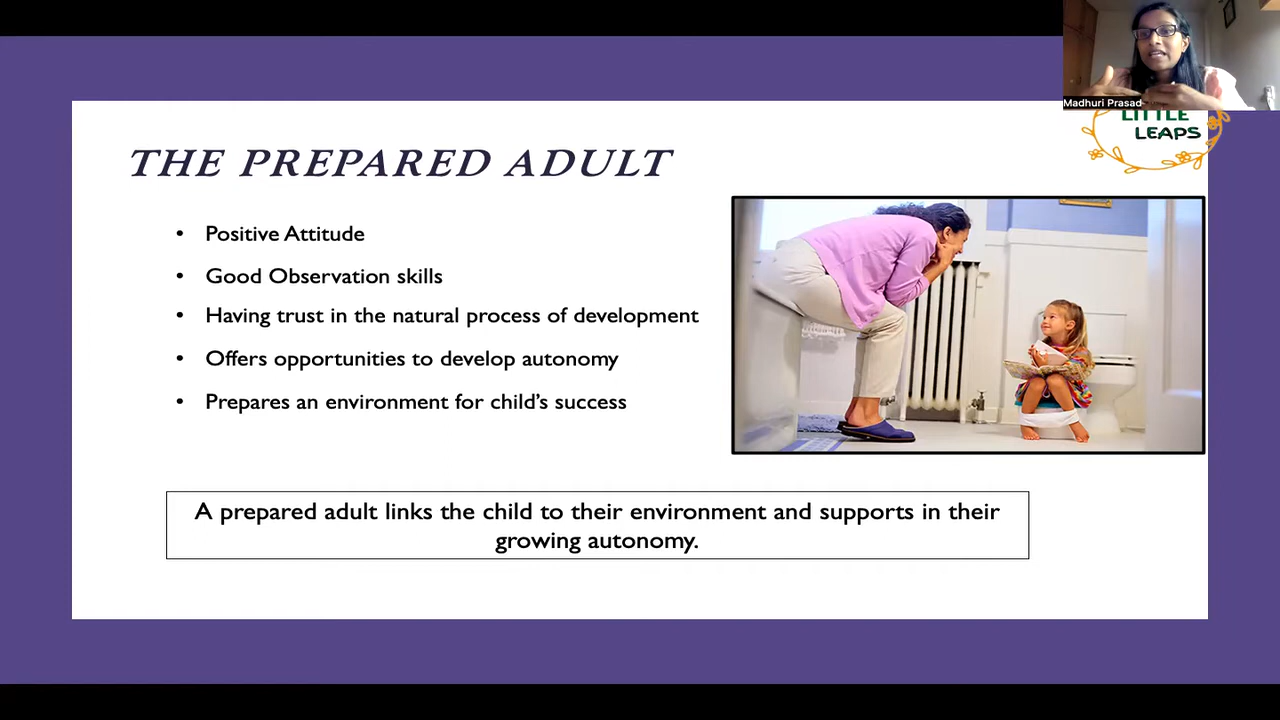 Madhuri Prasad
LITTLE
LEAPS
THE PREPARED ADULT
• Positive Attitude
• Good Observation skills
• Having trust in the natural process of development
• Offers opportunities to develop autonomy
• Prepares an environment for child's success
A prepared adult links the child to their environment and supports in their
growing autonomy.